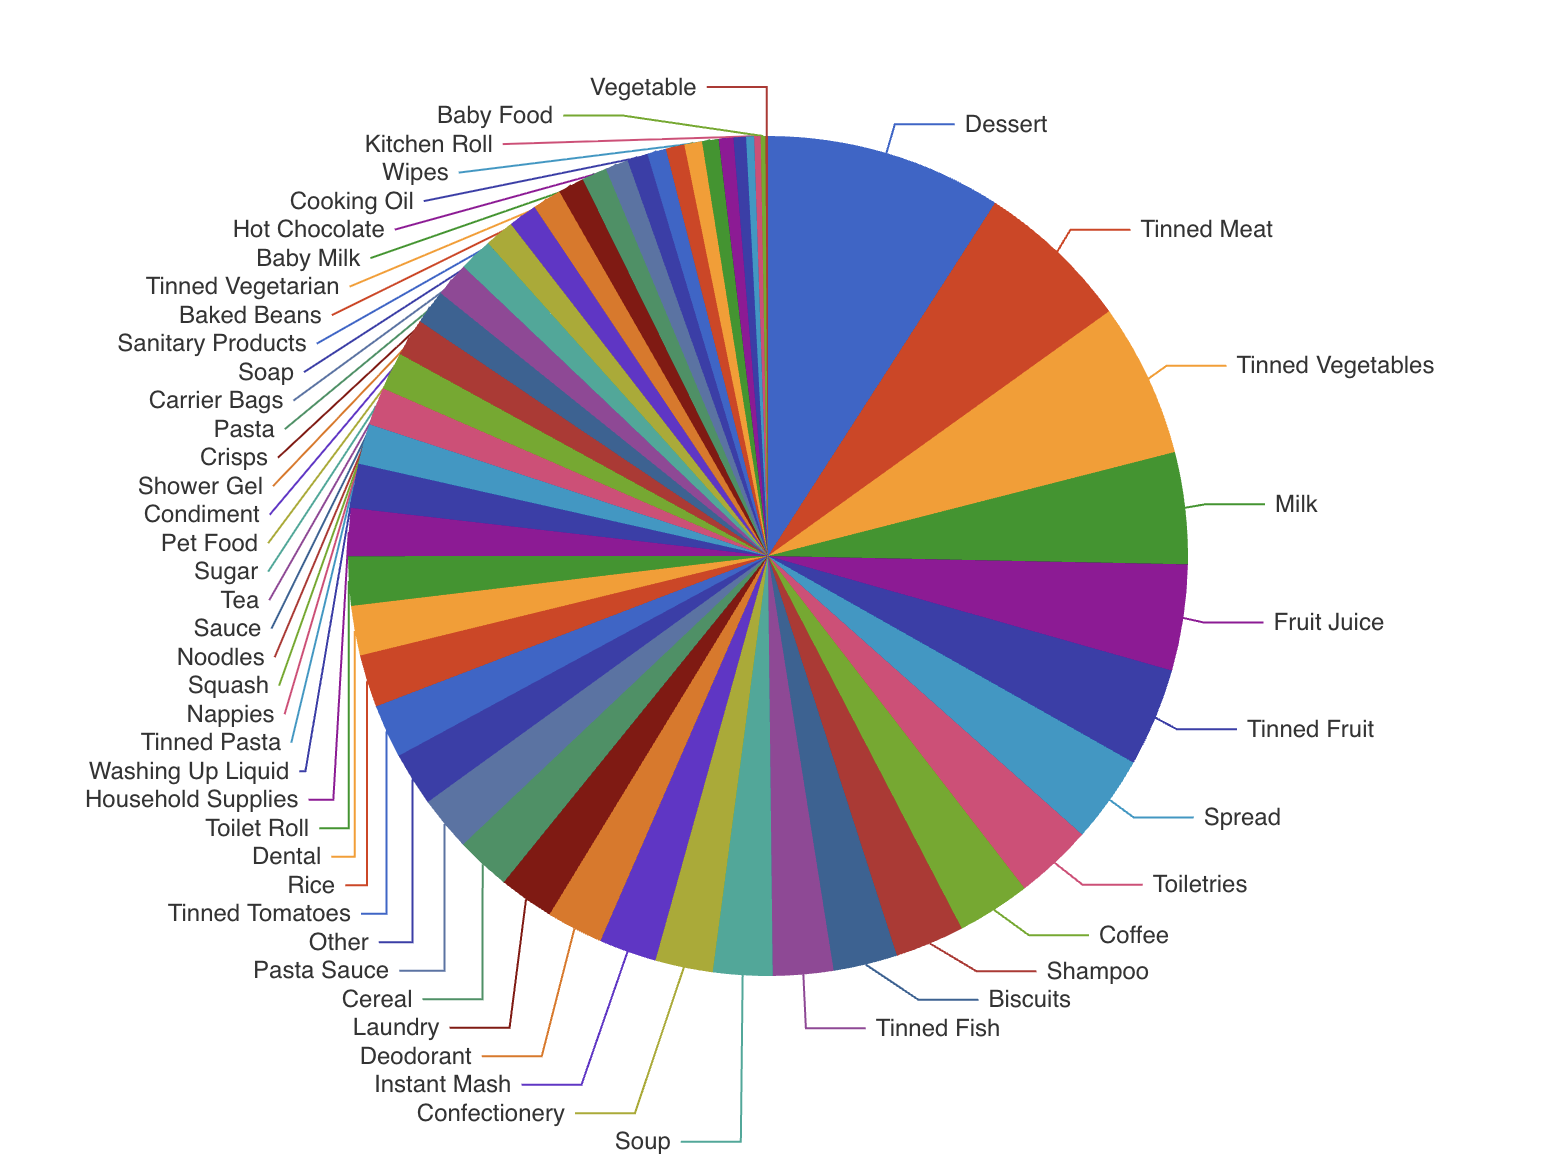 Vegetable
Baby Food
Dessert
Kitchen Roll
Wipes
Cooking Oil
Hot Chocolate
Tinned Meat
Baby Milk
Tinned Vegetarian
Baked Beans
Sanitary Products
Tinned Vegetables
Soap
Carrier Bags
Pasta
Crisps
Shower Gel
Milk
Condiment
Pet Food
Sugar
Tea
Fruit Juice
Sauce
Noodles
Squash
Nappies
Tinned Fruit
Tinned Pasta
Washing Up Liquid
Household Supplies
Spread
Toilet Roll
Dental
Toiletries
Rice
Tinned Tomatoes
Coffee
Other
Pasta Sauce
Shampoo
Cereal
Biscuits
Laundry
Tinned Fish
Deodorant
Instant Mash
Confectionery
Soup